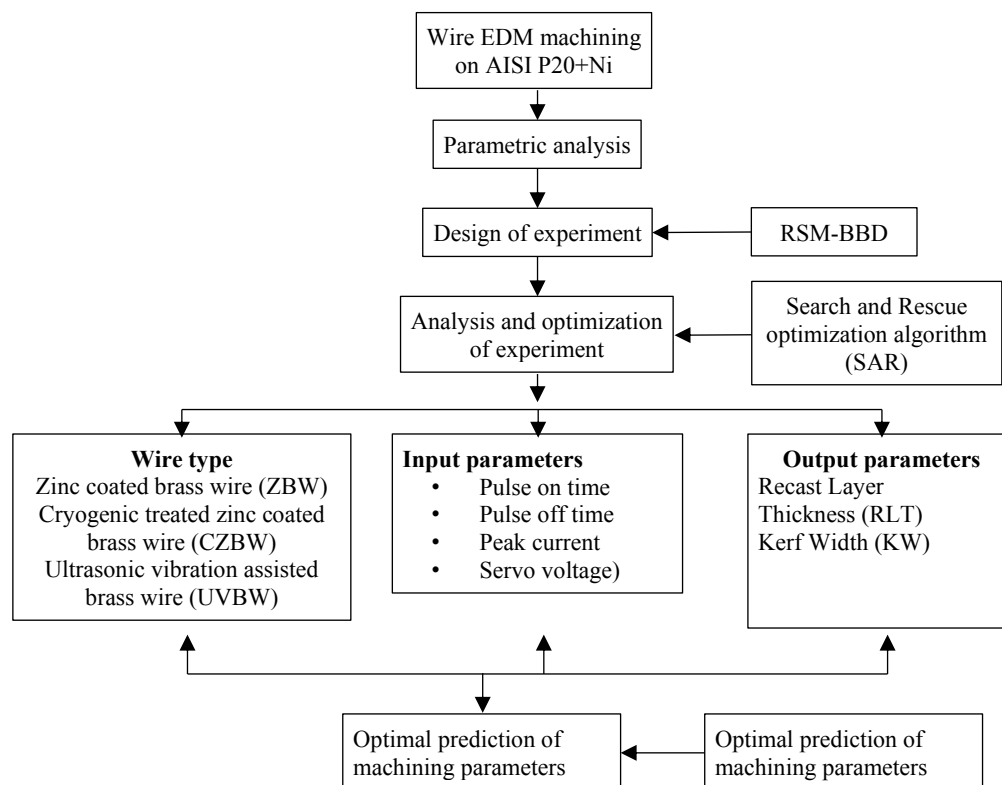 Wire EDM machining
on AISI P20+Ni
Parametric analysis
Design of experiment
RSM-BBD
Analysis and optimization
of experiment
Search and Rescue
optimization algorithm
(SAR)
Wire type
Zinc coated brass wire (ZBW)
Cryogenic treated zinc coated
brass wire (CZBW)
Ultrasonic vibration assisted
brass wire (UVBW)
Input parameters
• Pulse on time
• Pulse off time
• Peak current
• Servo voltage)
Output parameters
Recast Layer
Thickness (RLT)
Kerf Width (KW)
Optimal prediction of
machining parameters
Optimal prediction of
machining parameters